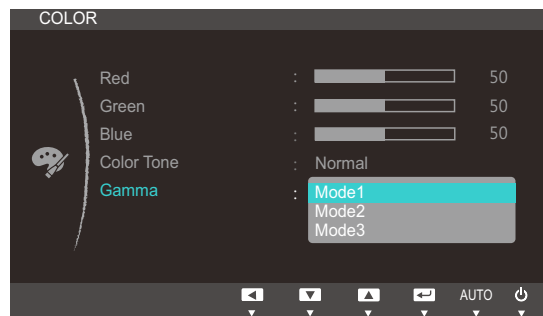 COLOR
Red : 50
Green : 50
Blue : 50
Color Tone : Normal
Gamma : Mode1
Mode2
Mode3
AUTO